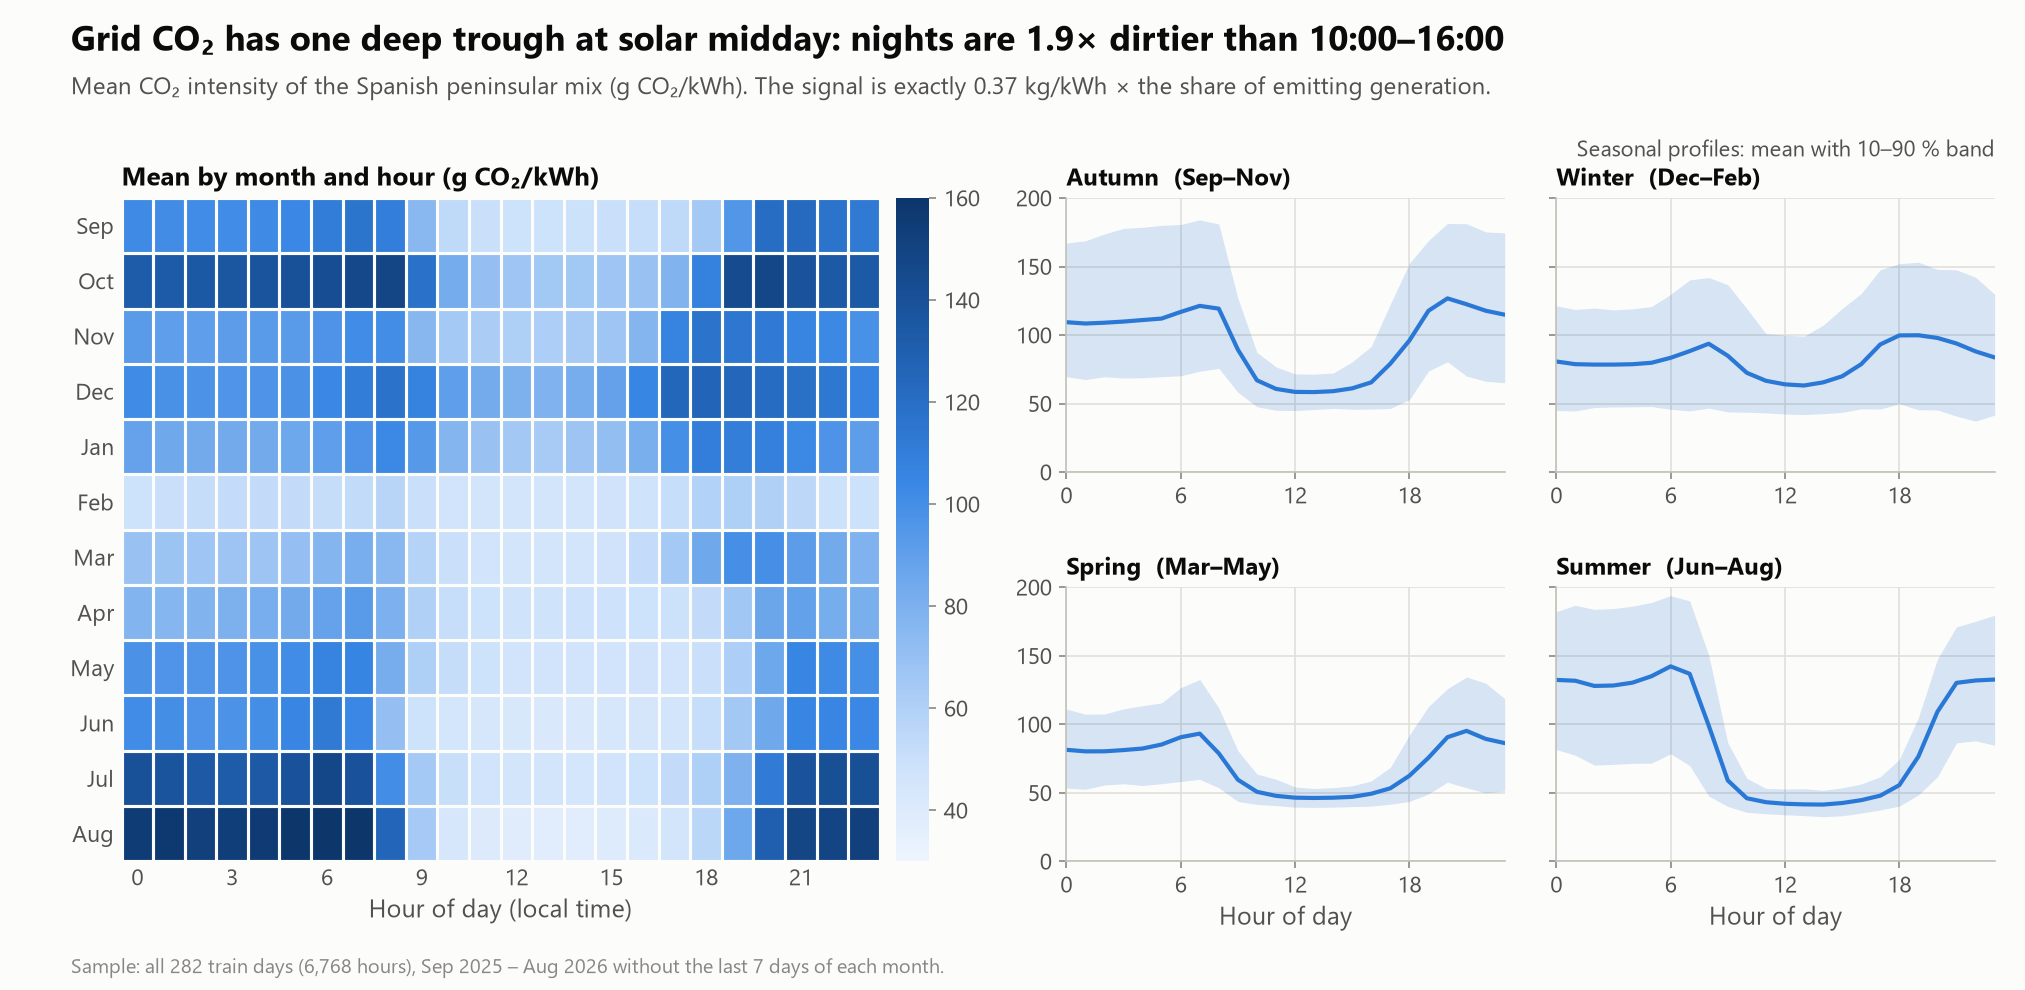 Grid CO₂ has one deep trough at solar midday: nights are 1.9× dirtier than 10:00–16:00
Mean CO₂ intensity of the Spanish peninsular mix (g CO₂/kWh). The signal is exactly 0.37 kg/kWh × the share of emitting generation.
Mean by month and hour (g CO₂/kWh)
Sep
Oct
Nov
Dec
Jan
Feb
Mar
Apr
May
Jun
Jul
Aug
0 3 6 9 12 15 18 21
Hour of day (local time)
160
140
120
100
80
60
40
Seasonal profiles: mean with 10–90 % band
Autumn (Sep–Nov)
200
150
100
50
0
0 6 12 18
Winter (Dec–Feb)
0 6 12 18
Spring (Mar–May)
200
150
100
50
0
0 6 12 18
Hour of day
Summer (Jun–Aug)
0 6 12 18
Hour of day
Sample: all 282 train days (6,768 hours), Sep 2025 – Aug 2026 without the last 7 days of each month.